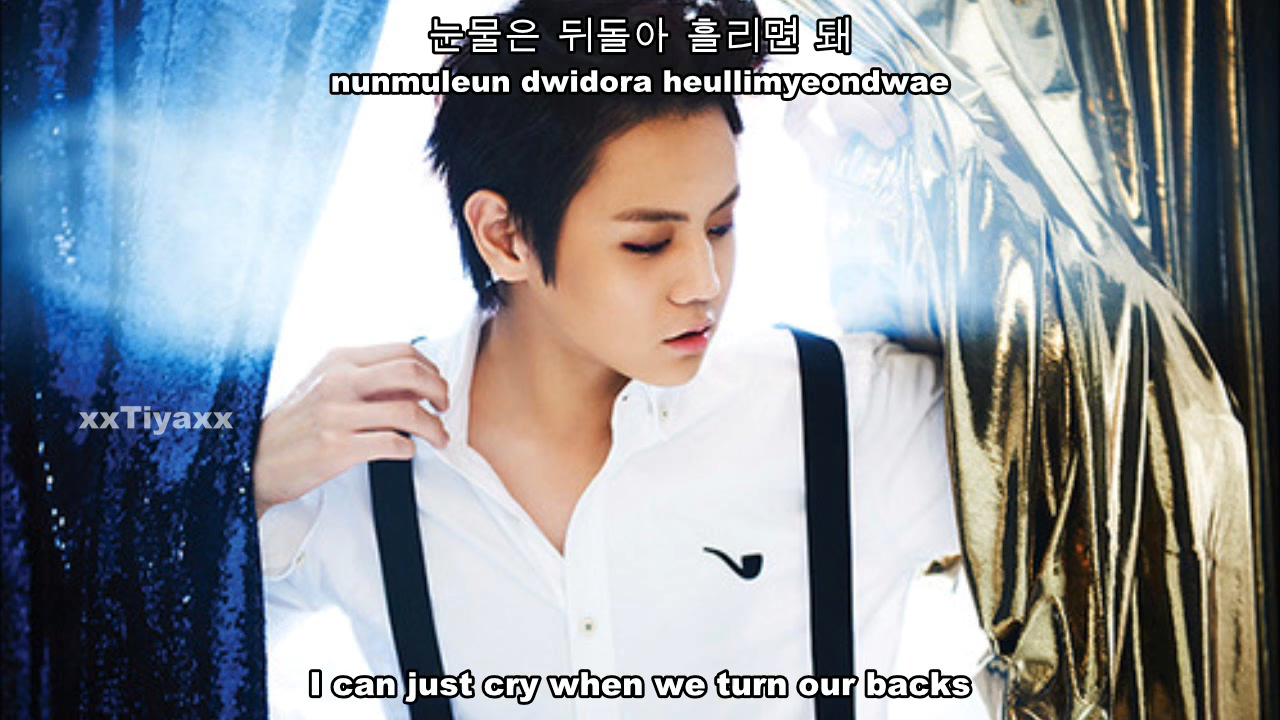 눈물은 뒤돌아 흘리면 돼
nunmuleun dwidora heullimyeondwae
xxTiyaxx
I can just cry when we turn our backs